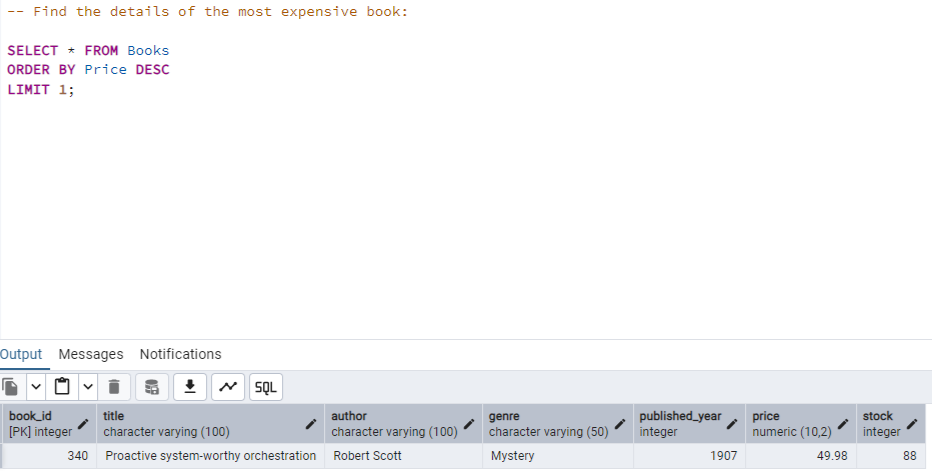 -- Find the details of the most expensive book:
SELECT * FROM Books
ORDER BY Price DESC
LIMIT 1;
Output Messages Notifications
SQL
book_id title author genre published_year price stock
[PK] integer character varying (100) character varying (100) character varying (50) integer numeric (10,2) integer
340 Proactive system-worthy orchestration Robert Scott Mystery 1907 49.98 88